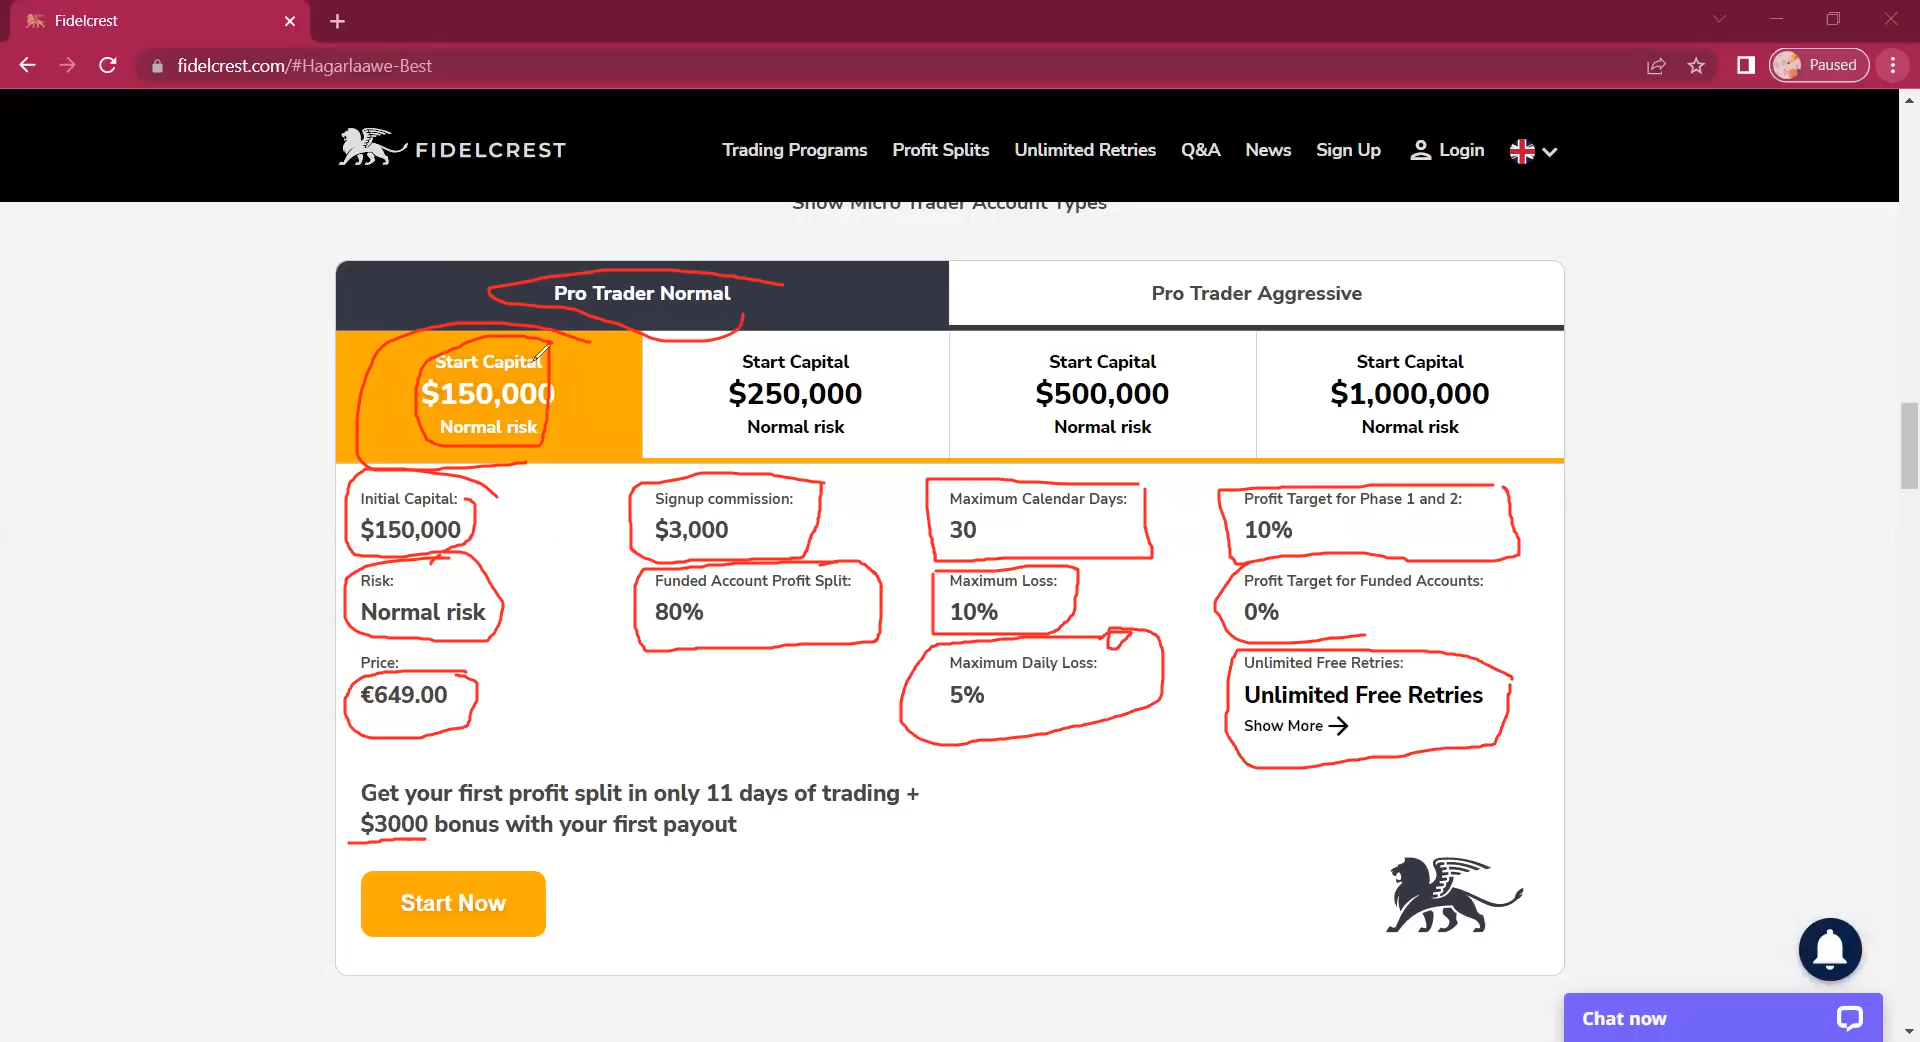 Fidelcrest
fidelcrest.com/#Hagarlaawe-Best
Paused
FIDELCREST
Trading Programs
Profit Splits
Unlimited Retries
Q&A
News
Sign Up
Login
Show Micro Trader Account Types
Pro Trader Normal
Pro Trader Aggressive
Start Capital
$150,000
Normal risk
Start Capital
$250,000
Normal risk
Start Capital
$500,000
Normal risk
Start Capital
$1,000,000
Normal risk
Initial Capital:
$150,000
Signup commission:
$3,000
Maximum Calendar Days:
30
Profit Target for Phase 1 and 2:
10%
Risk:
Normal risk
Funded Account Profit Split:
80%
Maximum Loss:
10%
Profit Target for Funded Accounts:
0%
Price:
€649.00
Maximum Daily Loss:
5%
Unlimited Free Retries:
Unlimited Free Retries
Show More
Get your first profit split in only 11 days of trading +
$3000 bonus with your first payout
Start Now
Chat now